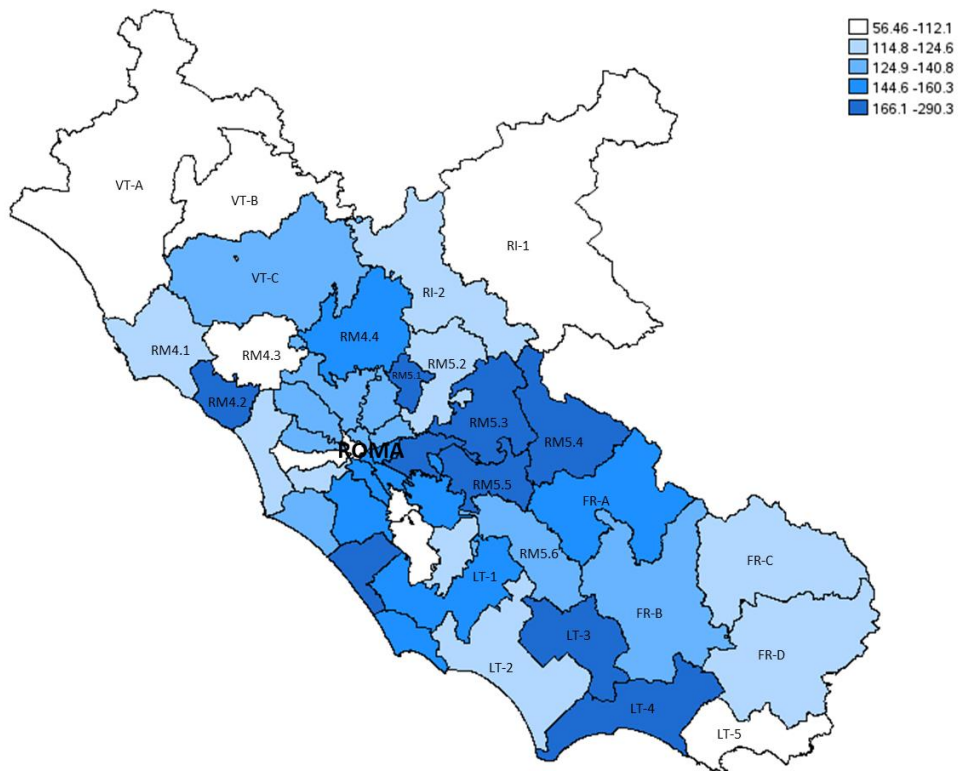 56.46 -112.1
114.8 -124.6
124.9 -140.8
144.6 -160.3
166.1 -290.3
VT-A
VT-B
RI-1
VT-C
RI-2
RM4.4
RM4.1
RM4.3
RM5.2
RM5.1
RM4.2
RM5.3
RM5.4
ROMA
RM5.5
FR-A
RM5.6
FR-C
LT-1
FR-B
LT-3
FR-D
LT-2
LT-4
LT-5